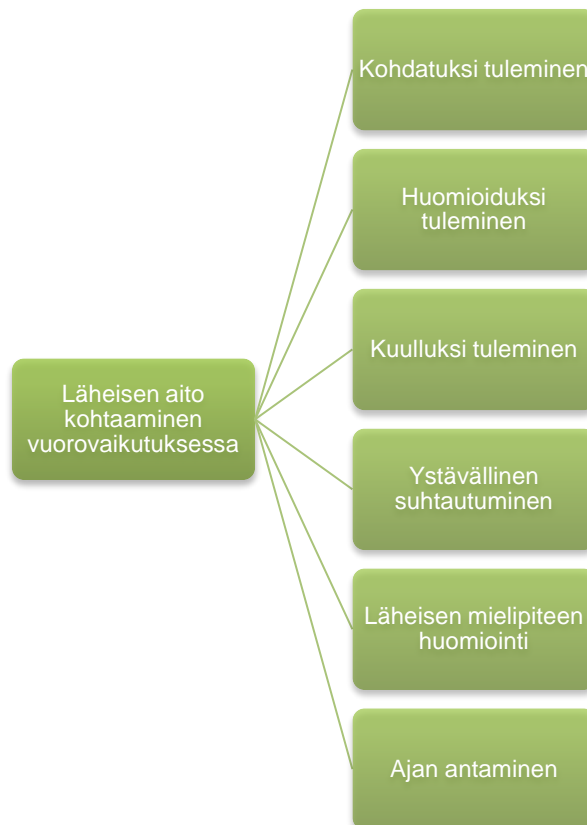 Kohdatuksi tuleminen
Huomioiduksi
tuleminen
Kuulluksi tuleminen
Läheisen aito
kohtaaminen
vuorovaikutuksessa
Ystävällinen
suhtautuminen
Läheisen mielipiteen
huomiointi
Ajan antaminen